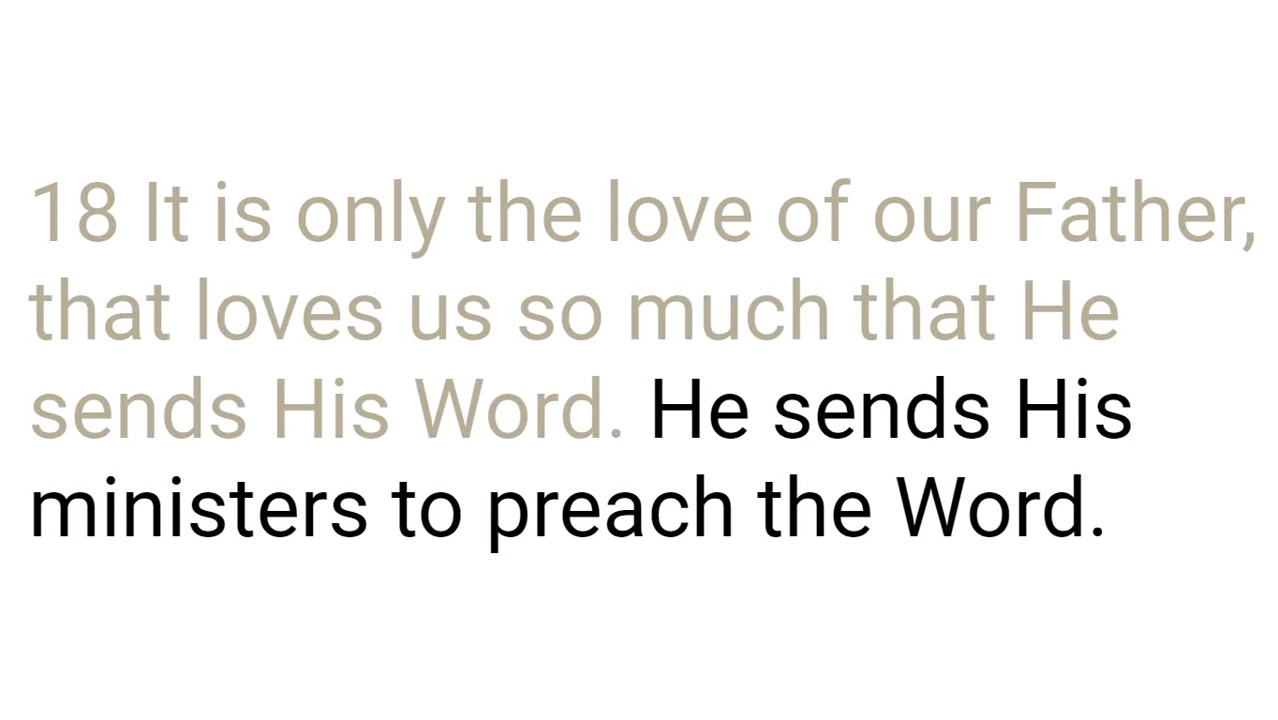 18 It is only the love of our Father,
that loves us so much that He
sends His Word. He sends His
ministers to preach the Word.